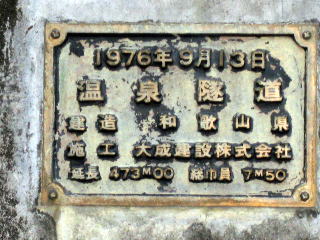 1976年9月13日
温泉隧道
建造 和歌山県
施工 大成建設株式会社
延長 473M00 総巾員 7M50